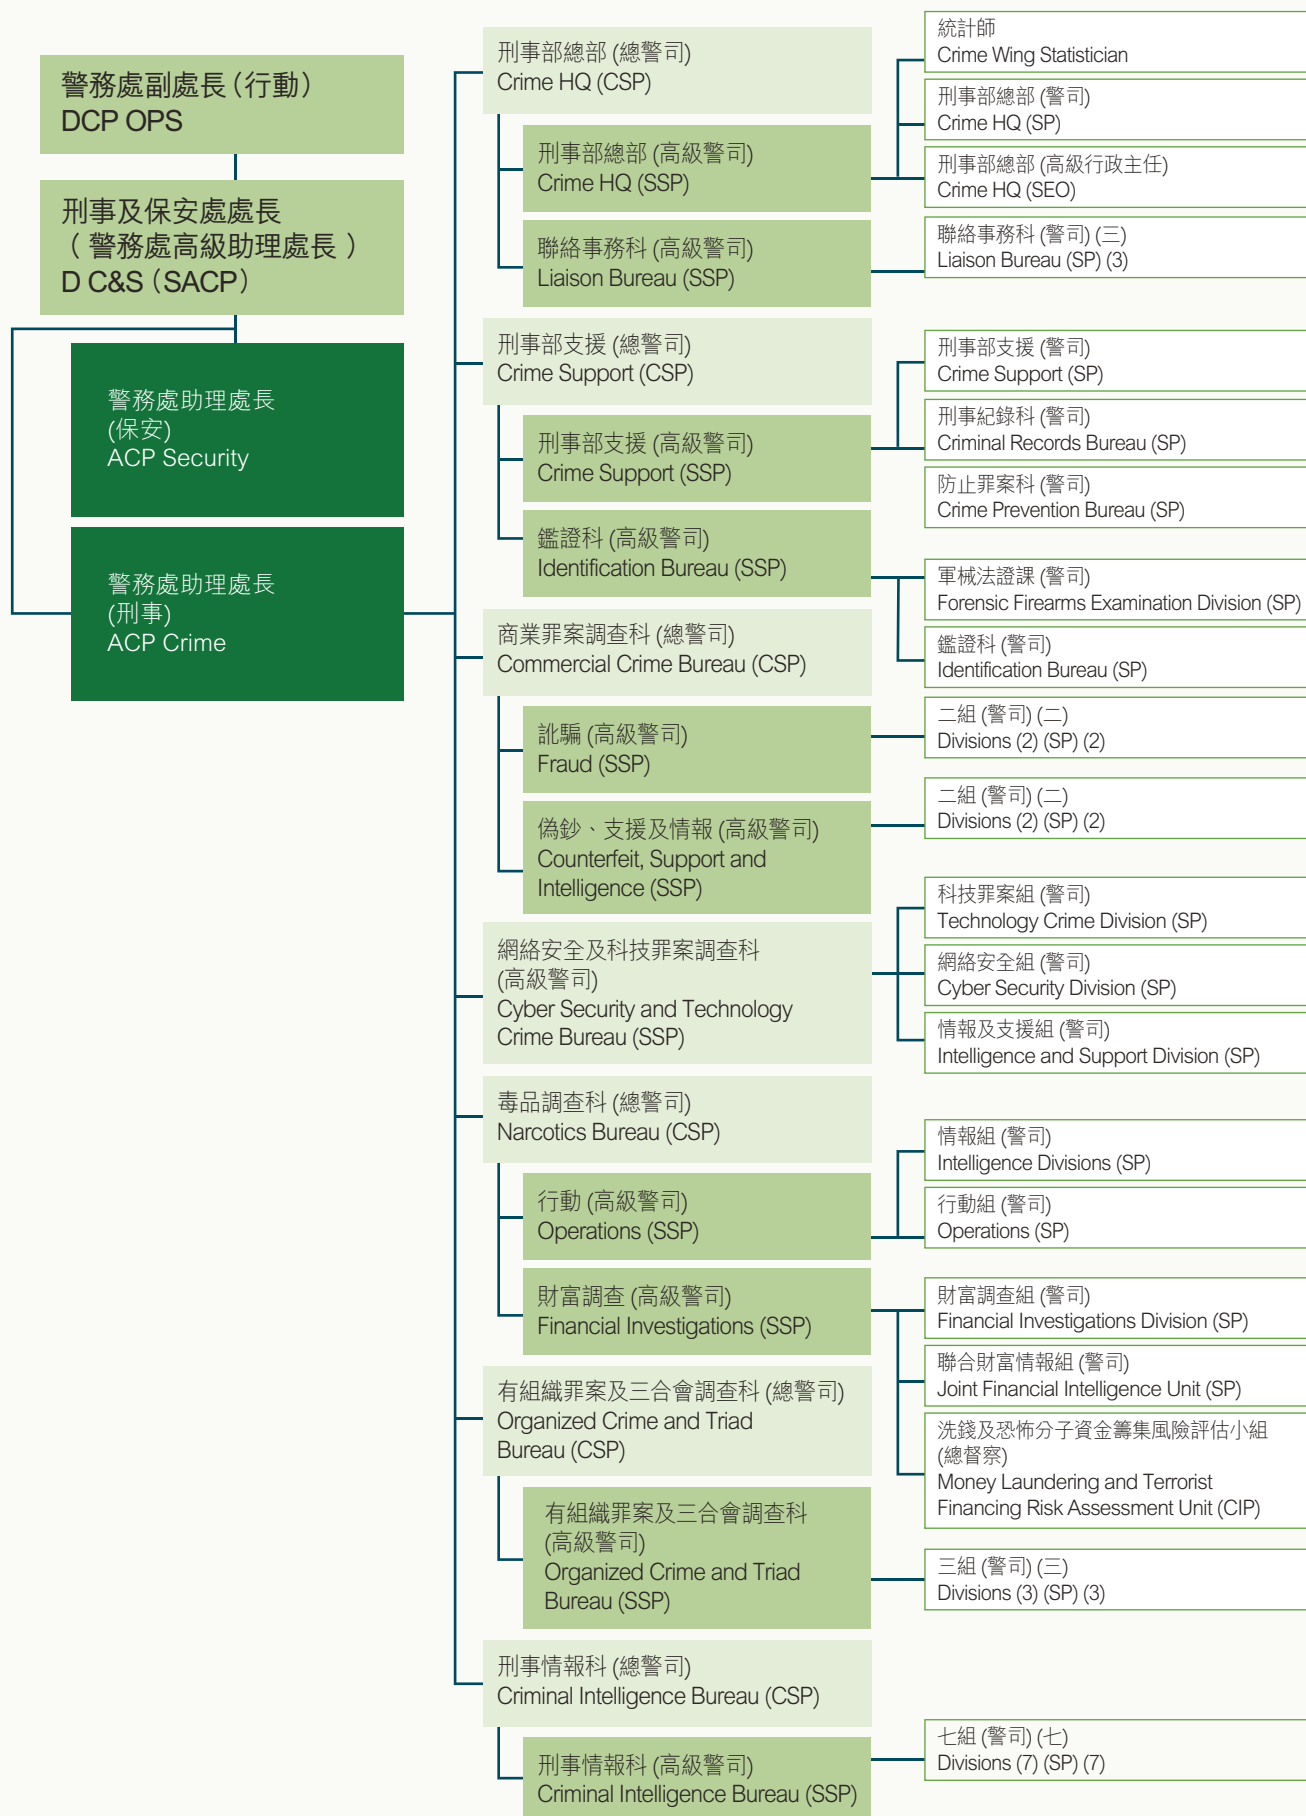 警務處副處長（行動）
DCP OPS
刑事及保安處處長
（ 警務處高級助理處長 ）
D C&S（SACP）
警務處助理處長
(保安)
ACP Security
警務處助理處長
(刑事)
ACP Crime
刑事部總部 (總警司)
Crime HQ (CSP)
刑事部總部 (高級警司)
Crime HQ (SSP)
統計師
Crime Wing Statistician
刑事部總部 (警司)
Crime HQ (SP)
刑事部總部 (高級行政主任)
Crime HQ (SEO)
聯絡事務科 (高級警司)
Liaison Bureau (SSP)
聯絡事務科 (警司) (三)
Liaison Bureau (SP) (3)
刑事部支援 (總警司)
Crime Support (CSP)
刑事部支援 (高級警司)
Crime Support (SSP)
刑事部支援 (警司)
Crime Support (SP)
刑事紀錄科 (警司)
Criminal Records Bureau (SP)
防止罪案科 (警司)
Crime Prevention Bureau (SP)
鑑證科 (高級警司)
Identification Bureau (SSP)
軍械法證課 (警司)
Forensic Firearms Examination Division (SP)
鑑證科 (警司)
Identification Bureau (SP)
商業罪案調查科 (總警司)
Commercial Crime Bureau (CSP)
訛騙 (高級警司)
Fraud (SSP)
二組 (警司) (二)
Divisions (2) (SP) (2)
偽鈔、支援及情報 (高級警司)
Counterfeit, Support and
Intelligence (SSP)
二組 (警司) (二)
Divisions (2) (SP) (2)
網絡安全及科技罪案調查科
(高級警司)
Cyber Security and Technology
Crime Bureau (SSP)
科技罪案組 (警司)
Technology Crime Division (SP)
網絡安全組 (警司)
Cyber Security Division (SP)
情報及支援組 (警司)
Intelligence and Support Division (SP)
毒品調查科 (總警司)
Narcotics Bureau (CSP)
行動 (高級警司)
Operations (SSP)
情報組 (警司)
Intelligence Divisions (SP)
行動組 (警司)
Operations (SP)
財富調查 (高級警司)
Financial Investigations (SSP)
財富調查組 (警司)
Financial Investigations Division (SP)
聯合財富情報組 (警司)
Joint Financial Intelligence Unit (SP)
洗錢及恐怖分子資金籌集風險評估小組
(總督察)
Money Laundering and Terrorist
Financing Risk Assessment Unit (CIP)
有組織罪案及三合會調查科 (總警司)
Organized Crime and Triad
Bureau (CSP)
有組織罪案及三合會調查科
(高級警司)
Organized Crime and Triad
Bureau (SSP)
三組 (警司) (三)
Divisions (3) (SP) (3)
刑事情報科 (總警司)
Criminal Intelligence Bureau (CSP)
刑事情報科 (高級警司)
Criminal Intelligence Bureau (SSP)
七組 (警司) (七)
Divisions (7) (SP) (7)